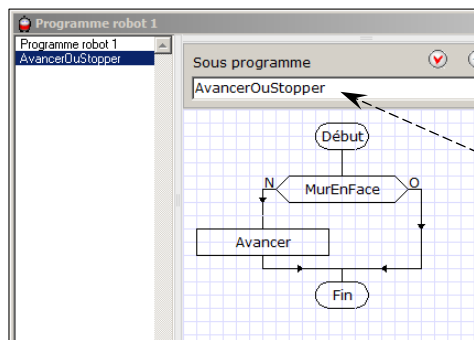 Programme robot 1
Programme robot 1
AvancerOuStopper
Sous programme
AvancerOuStopper
Début
N
MurEnFace
O
Avancer
Fin